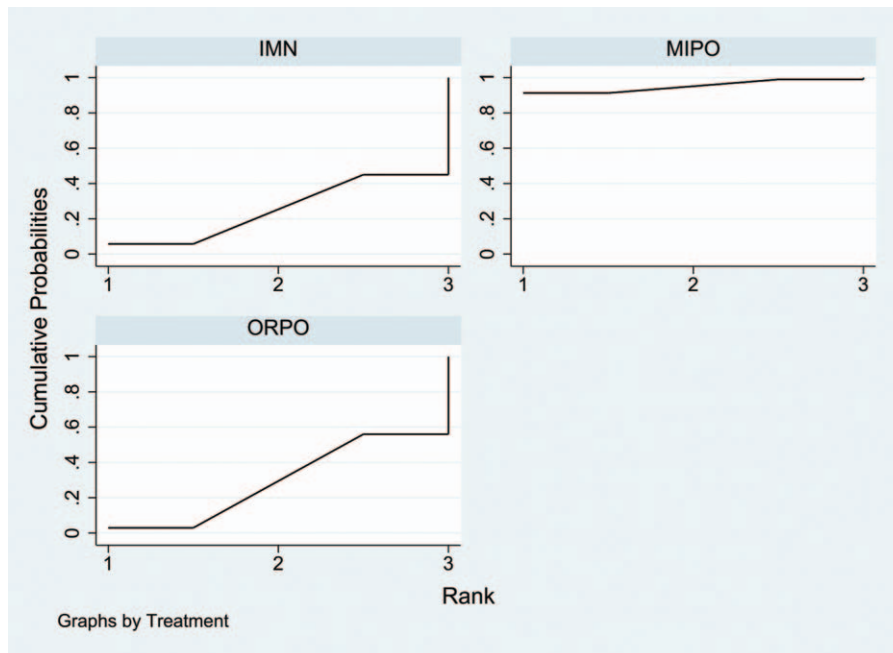 IMN
MIPO
Cumulative Probabilities
1
.8
.6
.4
.2
0
1 2 3
1
.8
.6
.4
.2
0
1 2 3
ORPO
1
.8
.6
.4
.2
0
1 2 3
Rank
Graphs by Treatment